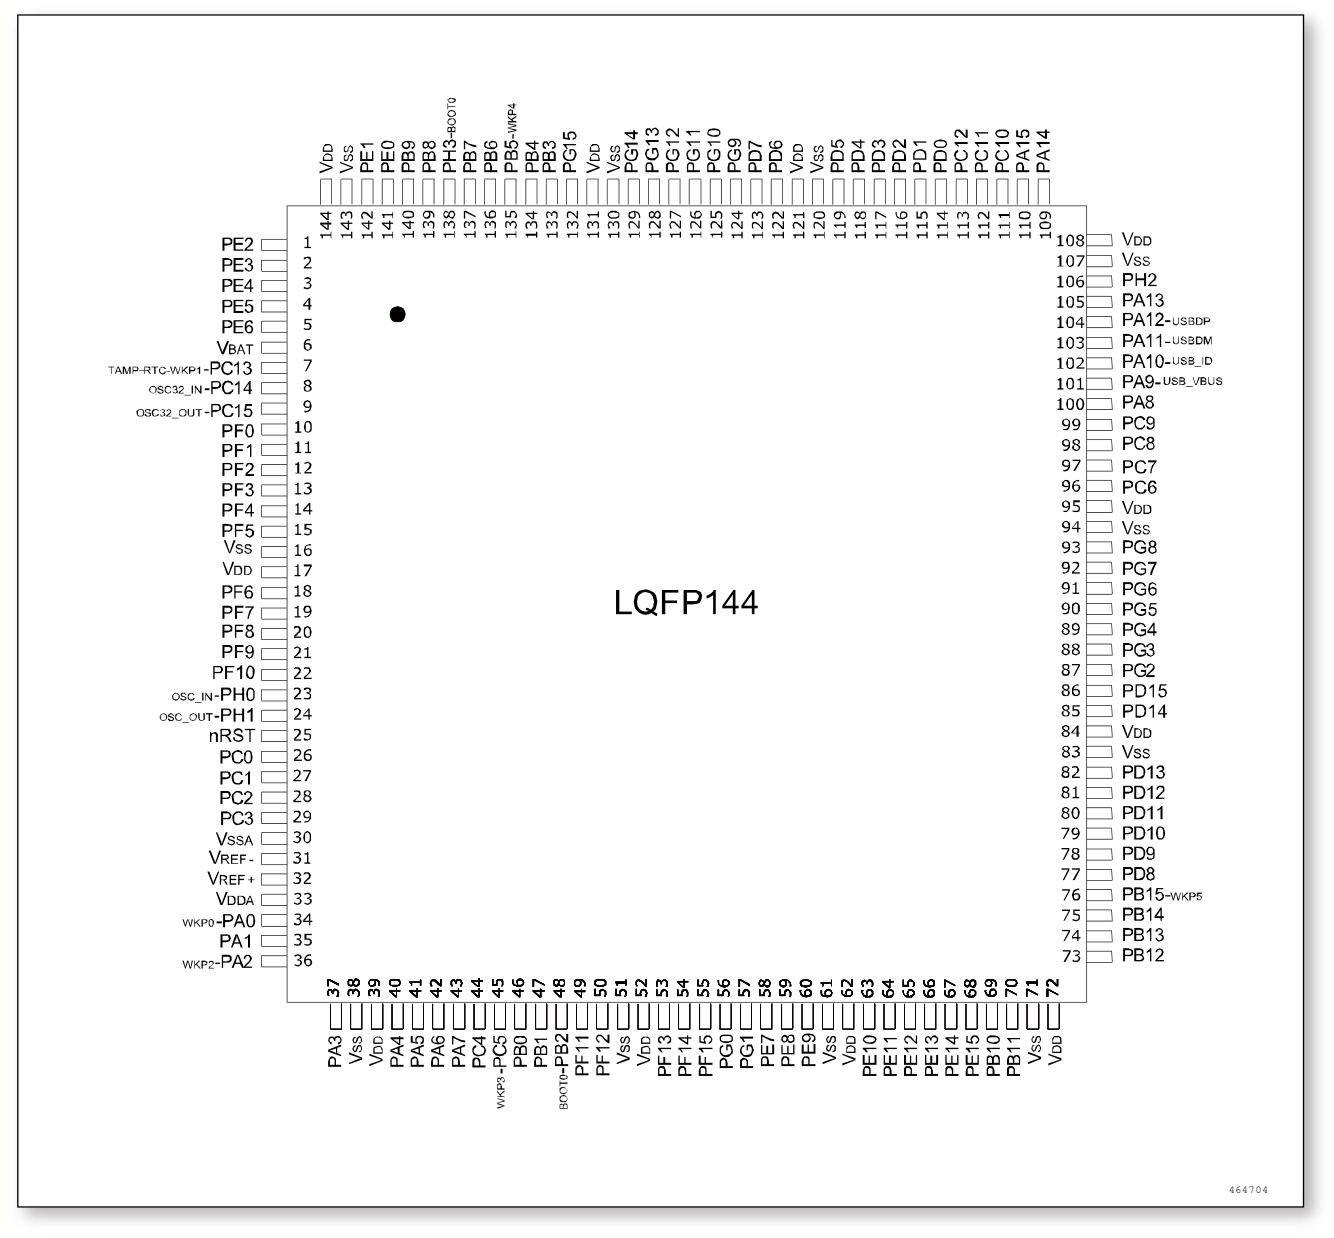 144 VDD
143 VSS
142 PE1
141 PE0
140 PB9
139 PB8
138 PH3-BOOT0
137 PB7
136 PB6
135 PB5-WKP4
134 PB4
133 PB3
132 PG15
131 VDD
130 VSS
129 PG14
128 PG13
127 PG12
126 PG11
125 PG10
124 PG9
123 PD7
122 PD6
121 VDD
120 VSS
119 PD5
118 PD4
117 PD3
116 PD2
115 PD1
114 PD0
113 PC12
112 PC11
111 PC10
110 PA15
109 PA14
PE2 1
PE3 2
PE4 3
PE5 4
PE6 5
VBAT 6
TAMP-RTC-WKP1-PC13 7
OSC32_IN-PC14 8
OSC32_OUT-PC15 9
PF0 10
PF1 11
PF2 12
PF3 13
PF4 14
PF5 15
VSS 16
VDD 17
PF6 18
PF7 19
PF8 20
PF9 21
PF10 22
OSC_IN-PH0 23
OSC_OUT-PH1 24
nRST 25
PC0 26
PC1 27
PC2 28
PC3 29
VSSA 30
VREF- 31
VREF+ 32
VDDA 33
WKP0-PA0 34
PA1 35
WKP2-PA2 36
LQFP144
108 VDD
107 VSS
106 PH2
105 PA13
104 PA12-USBDP
103 PA11-USBDM
102 PA10-USB_ID
101 PA9-USB_VBUS
100 PA8
99 PC9
98 PC8
97 PC7
96 PC6
95 VDD
94 VSS
93 PG8
92 PG7
91 PG6
90 PG5
89 PG4
88 PG3
87 PG2
86 PD15
85 PD14
84 VDD
83 VSS
82 PD13
81 PD12
80 PD11
79 PD10
78 PD9
77 PD8
76 PB15-WKP5
75 PB14
74 PB13
73 PB12
37 PA3
38 VSS
39 VDD
40 PA4
41 PA5
42 PA6
43 PA7
44 PC4
45 WKP3-PC5
46 PB0
47 PB1
48 BOOT0-PB2
49 PF11
50 PF12
51 VSS
52 VDD
53 PF13
54 PF14
55 PF15
56 PG0
57 PG1
58 PE7
59 PE8
60 PE9
61 VSS
62 VDD
63 PE10
64 PE11
65 PE12
66 PE13
67 PE14
68 PE15
69 PB10
70 PB11
71 VSS
72 VDD
464704